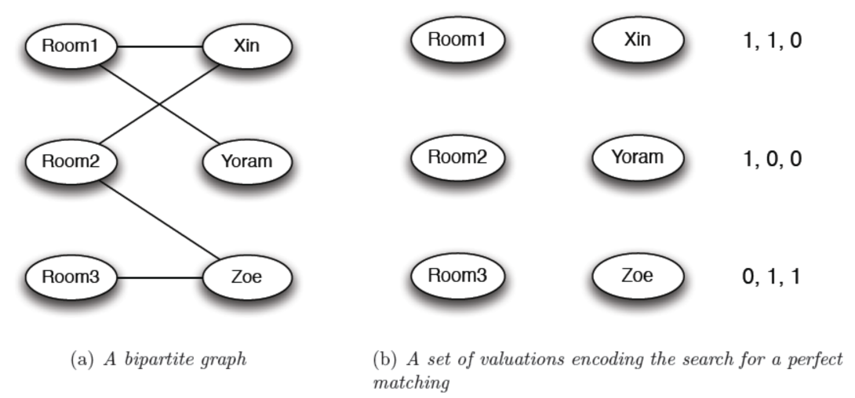 Room1 Xin
Room2 Yoram
Room3 Zoe
(a) A bipartite graph
Room1 Xin 1, 1, 0
Room2 Yoram 1, 0, 0
Room3 Zoe 0, 1, 1
(b) A set of valuations encoding the search for a perfect
matching